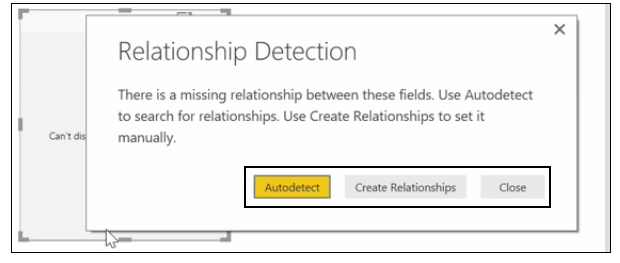 Relationship Detection
There is a missing relationship between these fields. Use Autodetect
to search for relationships. Use Create Relationships to set it
manually.
Can't dis
Autodetect Create Relationships Close